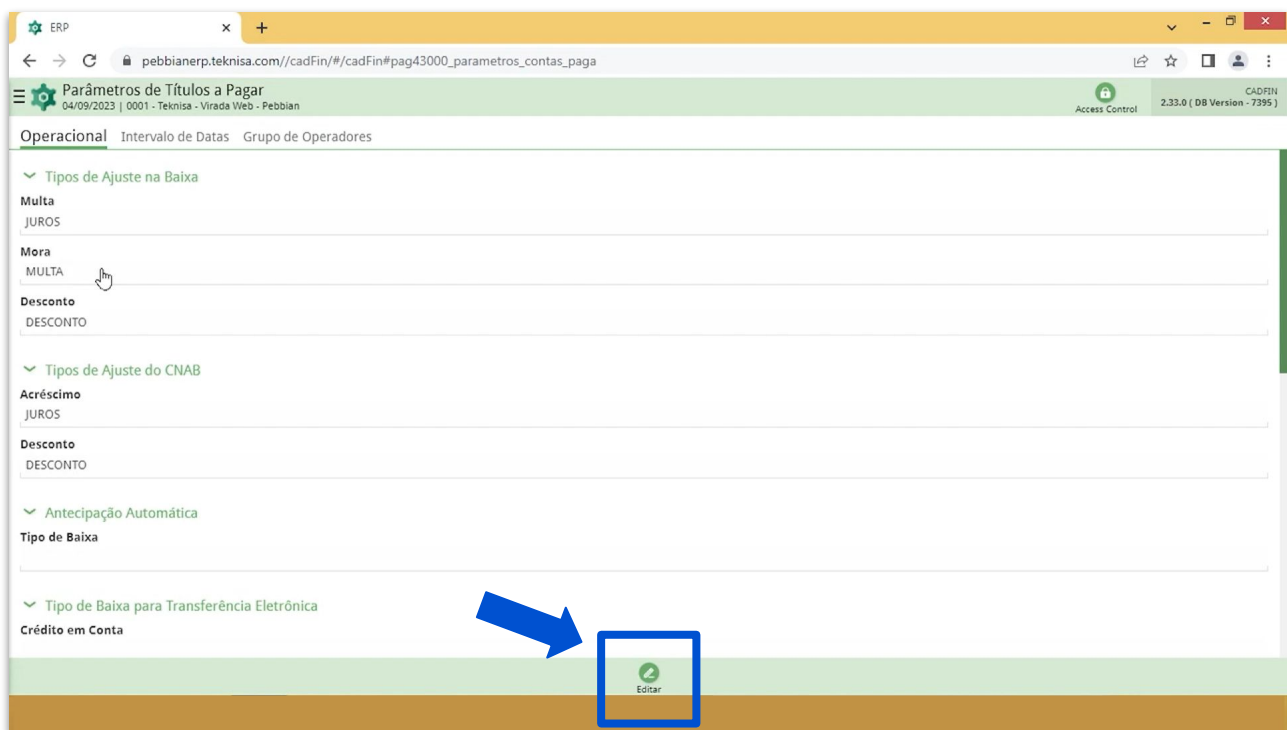 ERP
pebbianerp.teknisa.com//cadFin/#/cadFin#pag43000_parametros_contas_paga
Parâmetros de Títulos a Pagar
04/09/2023 | 0001 - Teknisa - Virada Web - Pebbian
Access Control
CADFIN
2.33.0 ( DB Version - 7395 )
Operacional Intervalo de Datas Grupo de Operadores
Tipos de Ajuste na Baixa
Multa
JUROS
Mora
MULTA
Desconto
DESCONTO
Tipos de Ajuste do CNAB
Acréscimo
JUROS
Desconto
DESCONTO
Antecipação Automática
Tipo de Baixa
Tipo de Baixa para Transferência Eletrônica
Crédito em Conta
Editar